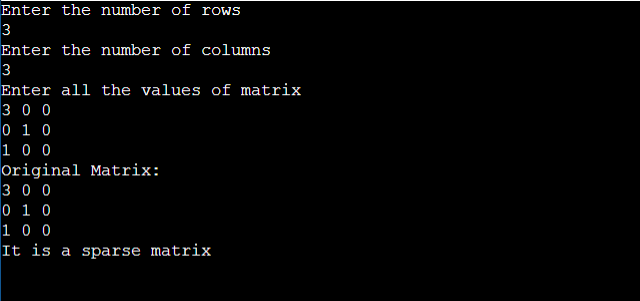 Enter the number of rows
3
Enter the number of columns
3
Enter all the values of matrix
3 0 0
0 1 0
1 0 0
Original Matrix:
3 0 0
0 1 0
1 0 0
It is a sparse matrix